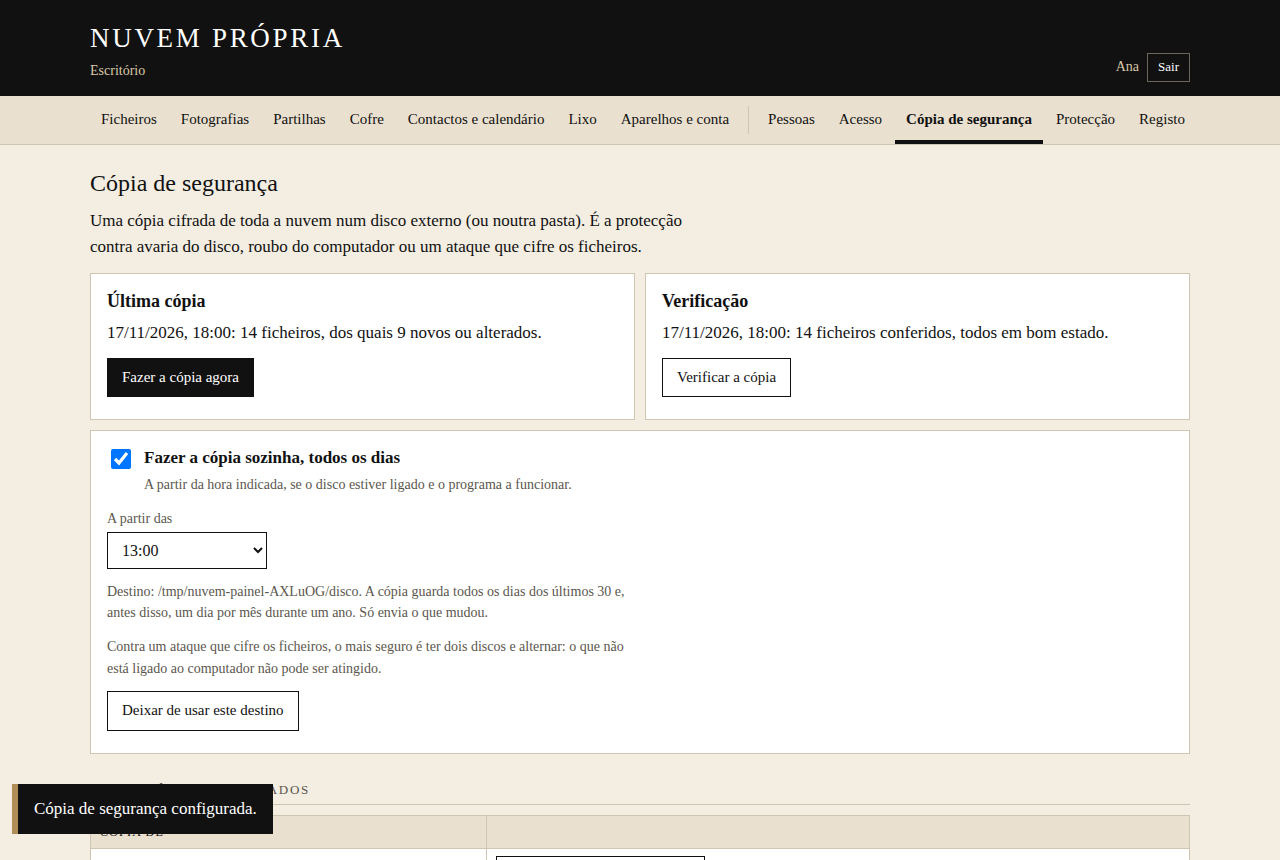 NUVEM PRÓPRIA
Escritório
Ana
Sair
Ficheiros
Fotografias
Partilhas
Cofre
Contactos e calendário
Lixo
Aparelhos e conta
Pessoas
Acesso
Cópia de segurança
Protecção
Registo
Cópia de segurança
Uma cópia cifrada de toda a nuvem num disco externo (ou noutra pasta). É a protecção
contra avaria do disco, roubo do computador ou um ataque que cifre os ficheiros.
Última cópia
17/11/2026, 18:00: 14 ficheiros, dos quais 9 novos ou alterados.
Fazer a cópia agora
Verificação
17/11/2026, 18:00: 14 ficheiros conferidos, todos em bom estado.
Verificar a cópia
Fazer a cópia sozinha, todos os dias
A partir da hora indicada, se o disco estiver ligado e o programa a funcionar.
A partir das
13:00
Destino: /tmp/nuvem-painel-AXLuOG/disco. A cópia guarda todos os dias dos últimos 30 e,
antes disso, um dia por mês durante um ano. Só envia o que mudou.
Contra um ataque que cifre os ficheiros, o mais seguro é ter dois discos e alternar: o que não
está ligado ao computador não pode ser atingido.
Deixar de usar este destino
Cópia de segurança configurada.